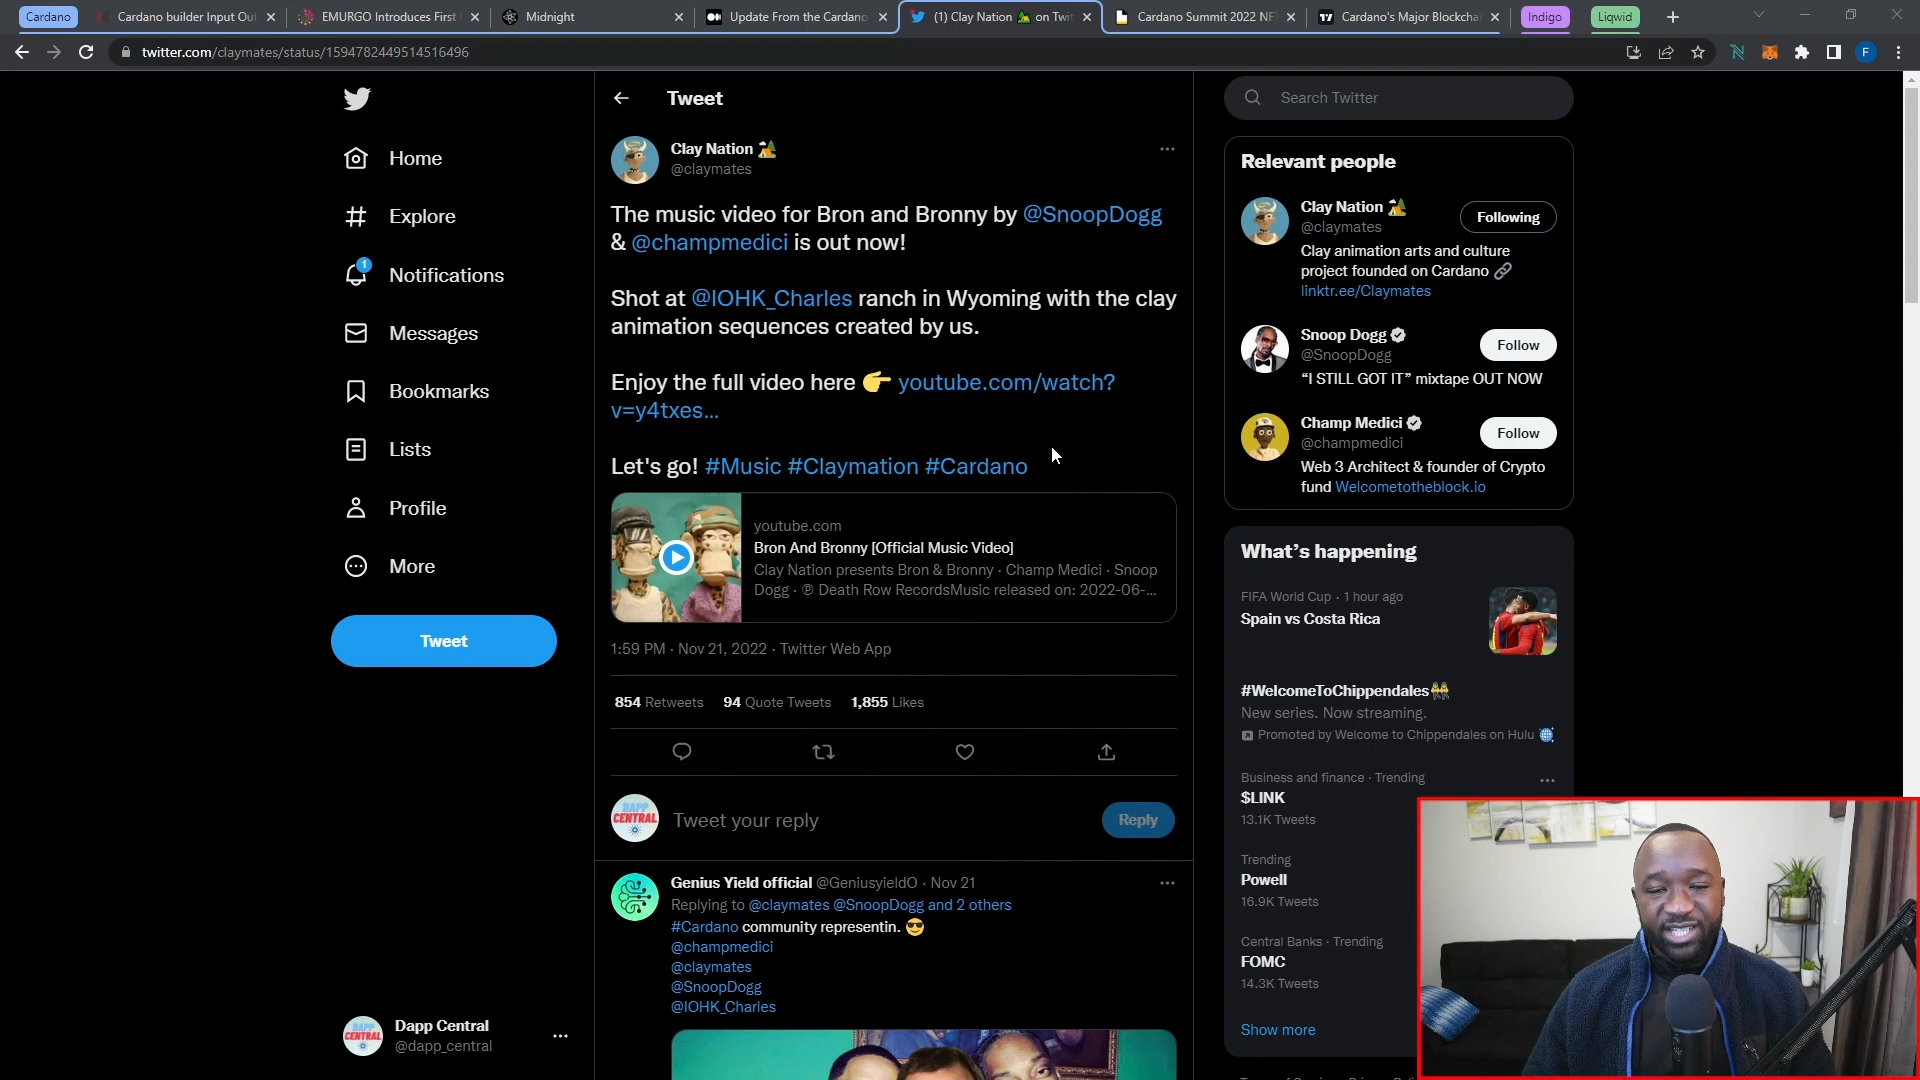 Cardano
Cardano builder Input Out
EMURGO Introduces First
Midnight
Update From the Cardano
(1) Clay Nation 🏕️ on Twit
Cardano Summit 2022 NF
Cardano's Major Blockcha
Indigo
Liqwid
twitter.com/claymates/status/1594782449514516496
F
Home
Explore
1
Notifications
Messages
Bookmarks
Lists
Profile
More
Tweet
Dapp Central
@dapp_central
Tweet
Clay Nation 🏕️
@claymates
The music video for Bron and Bronny by @SnoopDogg
& @champmedici is out now!
Shot at @IOHK_Charles ranch in Wyoming with the clay
animation sequences created by us.
Enjoy the full video here 👉 youtube.com/watch?
v=y4txes...
Let's go! #Music #Claymation #Cardano
youtube.com
Bron And Bronny [Official Music Video]
Clay Nation presents Bron & Bronny · Champ Medici · Snoop
Dogg · ℗ Death Row RecordsMusic released on: 2022-06-...
1:59 PM · Nov 21, 2022 · Twitter Web App
854 Retweets 94 Quote Tweets 1,855 Likes
DAPP
CENTRAL
Tweet your reply
Reply
Genius Yield official @GeniusyieldO · Nov 21
Replying to @claymates @SnoopDogg and 2 others
#Cardano community representin. 😎
@champmedici
@claymates
@SnoopDogg
@IOHK_Charles
Search Twitter
Relevant people
Clay Nation 🏕️
@claymates
Following
Clay animation arts and culture
project founded on Cardano 🔗
linktr.ee/Claymates
Snoop Dogg
@SnoopDogg
Follow
"I STILL GOT IT" mixtape OUT NOW
Champ Medici
@champmedici
Follow
Web 3 Architect & founder of Crypto
fund Welcometotheblock.io
What's happening
FIFA World Cup · 1 hour ago
Spain vs Costa Rica
#WelcomeToChippendales
New series. Now streaming.
Promoted by Welcome to Chippendales on Hulu
Business and finance · Trending
$LINK
13.1K Tweets
Trending
Powell
16.9K Tweets
Central Banks · Trending
FOMC
14.3K Tweets
Show more